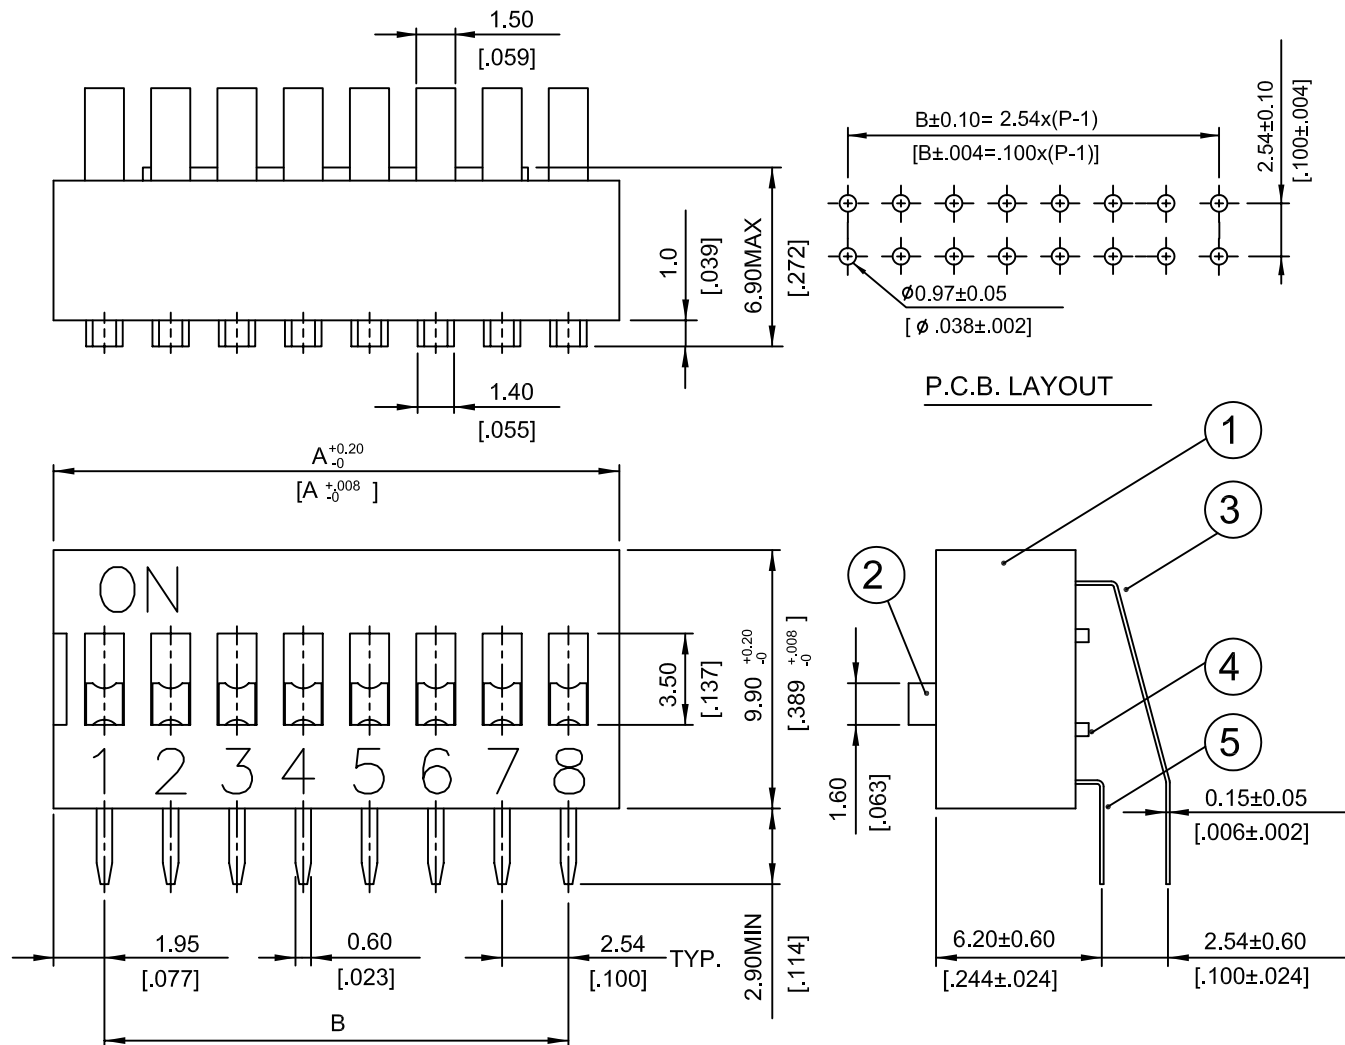 1.50
[.059]
B±0.10= 2.54x(P-1)
[B±.004=.100x(P-1)]
2.54±0.10
[.100±.004]
1.0
[.039]
6.90MAX
[.272]
Ø0.97±0.05
[ Ø .038±.002]
1.40
[.055]
P.C.B. LAYOUT
A +0.20 -0
[A +.008 -0 ]
ON
1 2 3 4 5 6 7 8
3.50
[.137]
9.90 +0.20 -0
[.389 +.008 -0 ]
1
3
2
4
5
1.60
[.063]
0.15±0.05
[.006±.002]
1.95
[.077]
0.60
[.023]
2.54
[.100]
TYP.
2.90MIN
[.114]
6.20±0.60
[.244±.024]
2.54±0.60
[.100±.024]
B